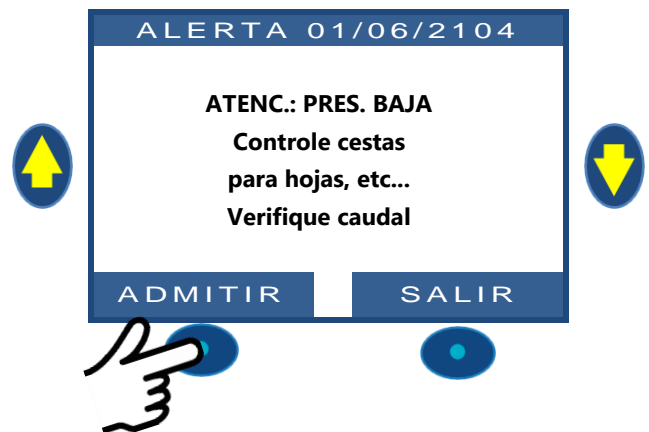 ALERTA 01/06/2104
ATENC.: PRES. BAJA
Controle cestas
para hojas, etc...
Verifique caudal
ADMITIR SALIR